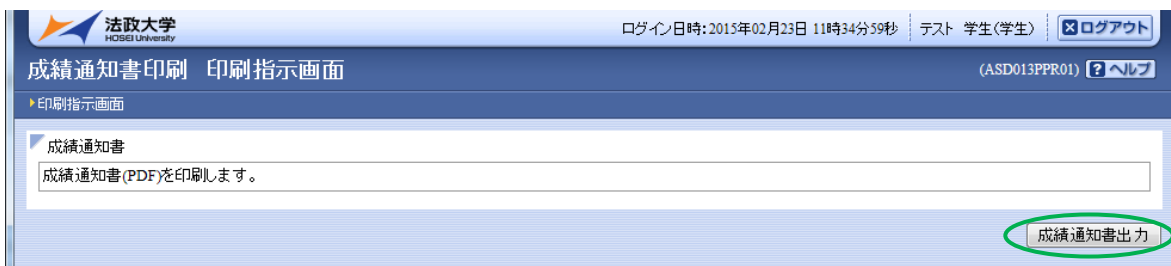 法政大学
HOSEI University
ログイン日時:2015年02月23日 11時34分59秒 テスト 学生(学生) ログアウト
成績通知書印刷 印刷指示画面
(ASD013PPR01) ? ヘルプ
印刷指示画面
成績通知書
成績通知書(PDF)を印刷します。
成績通知書出力